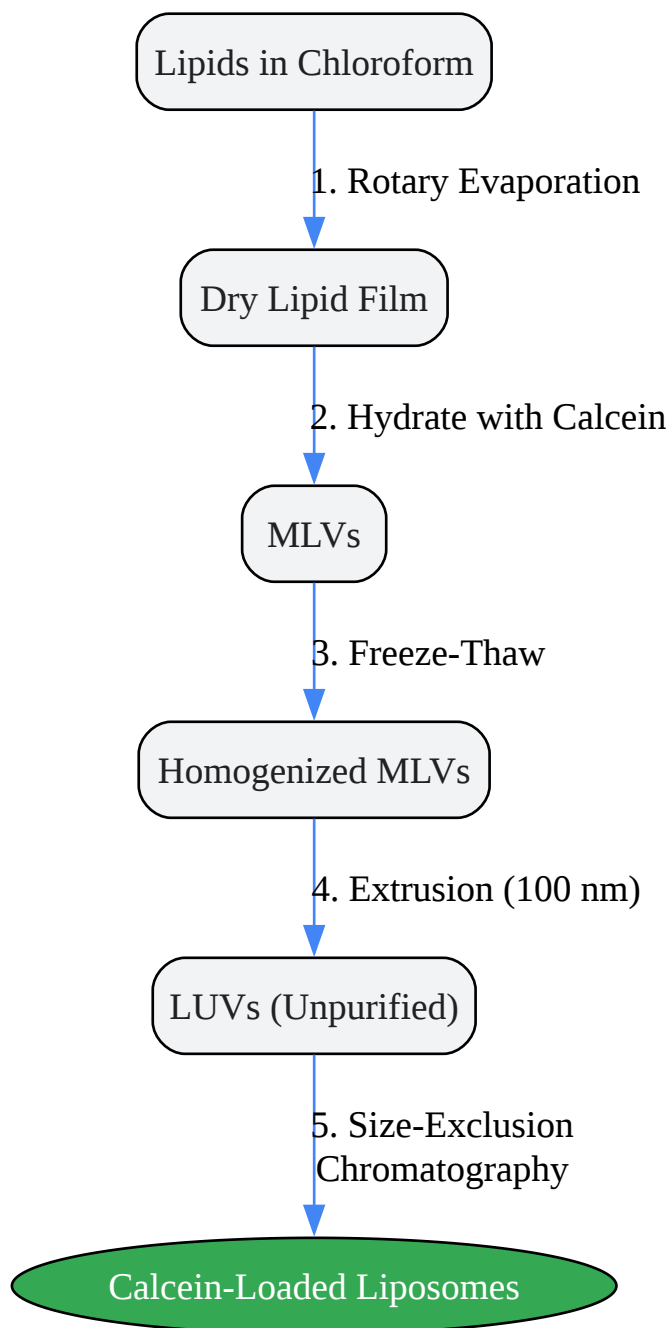 Lipids in Chloroform
1. Rotary Evaporation
Dry Lipid Film
2. Hydrate with Calcein
MLVs
3. Freeze-Thaw
Homogenized MLVs
4. Extrusion (100 nm)
LUVs (Unpurified)
5. Size-Exclusion
Chromatography
Calcein-Loaded Liposomes